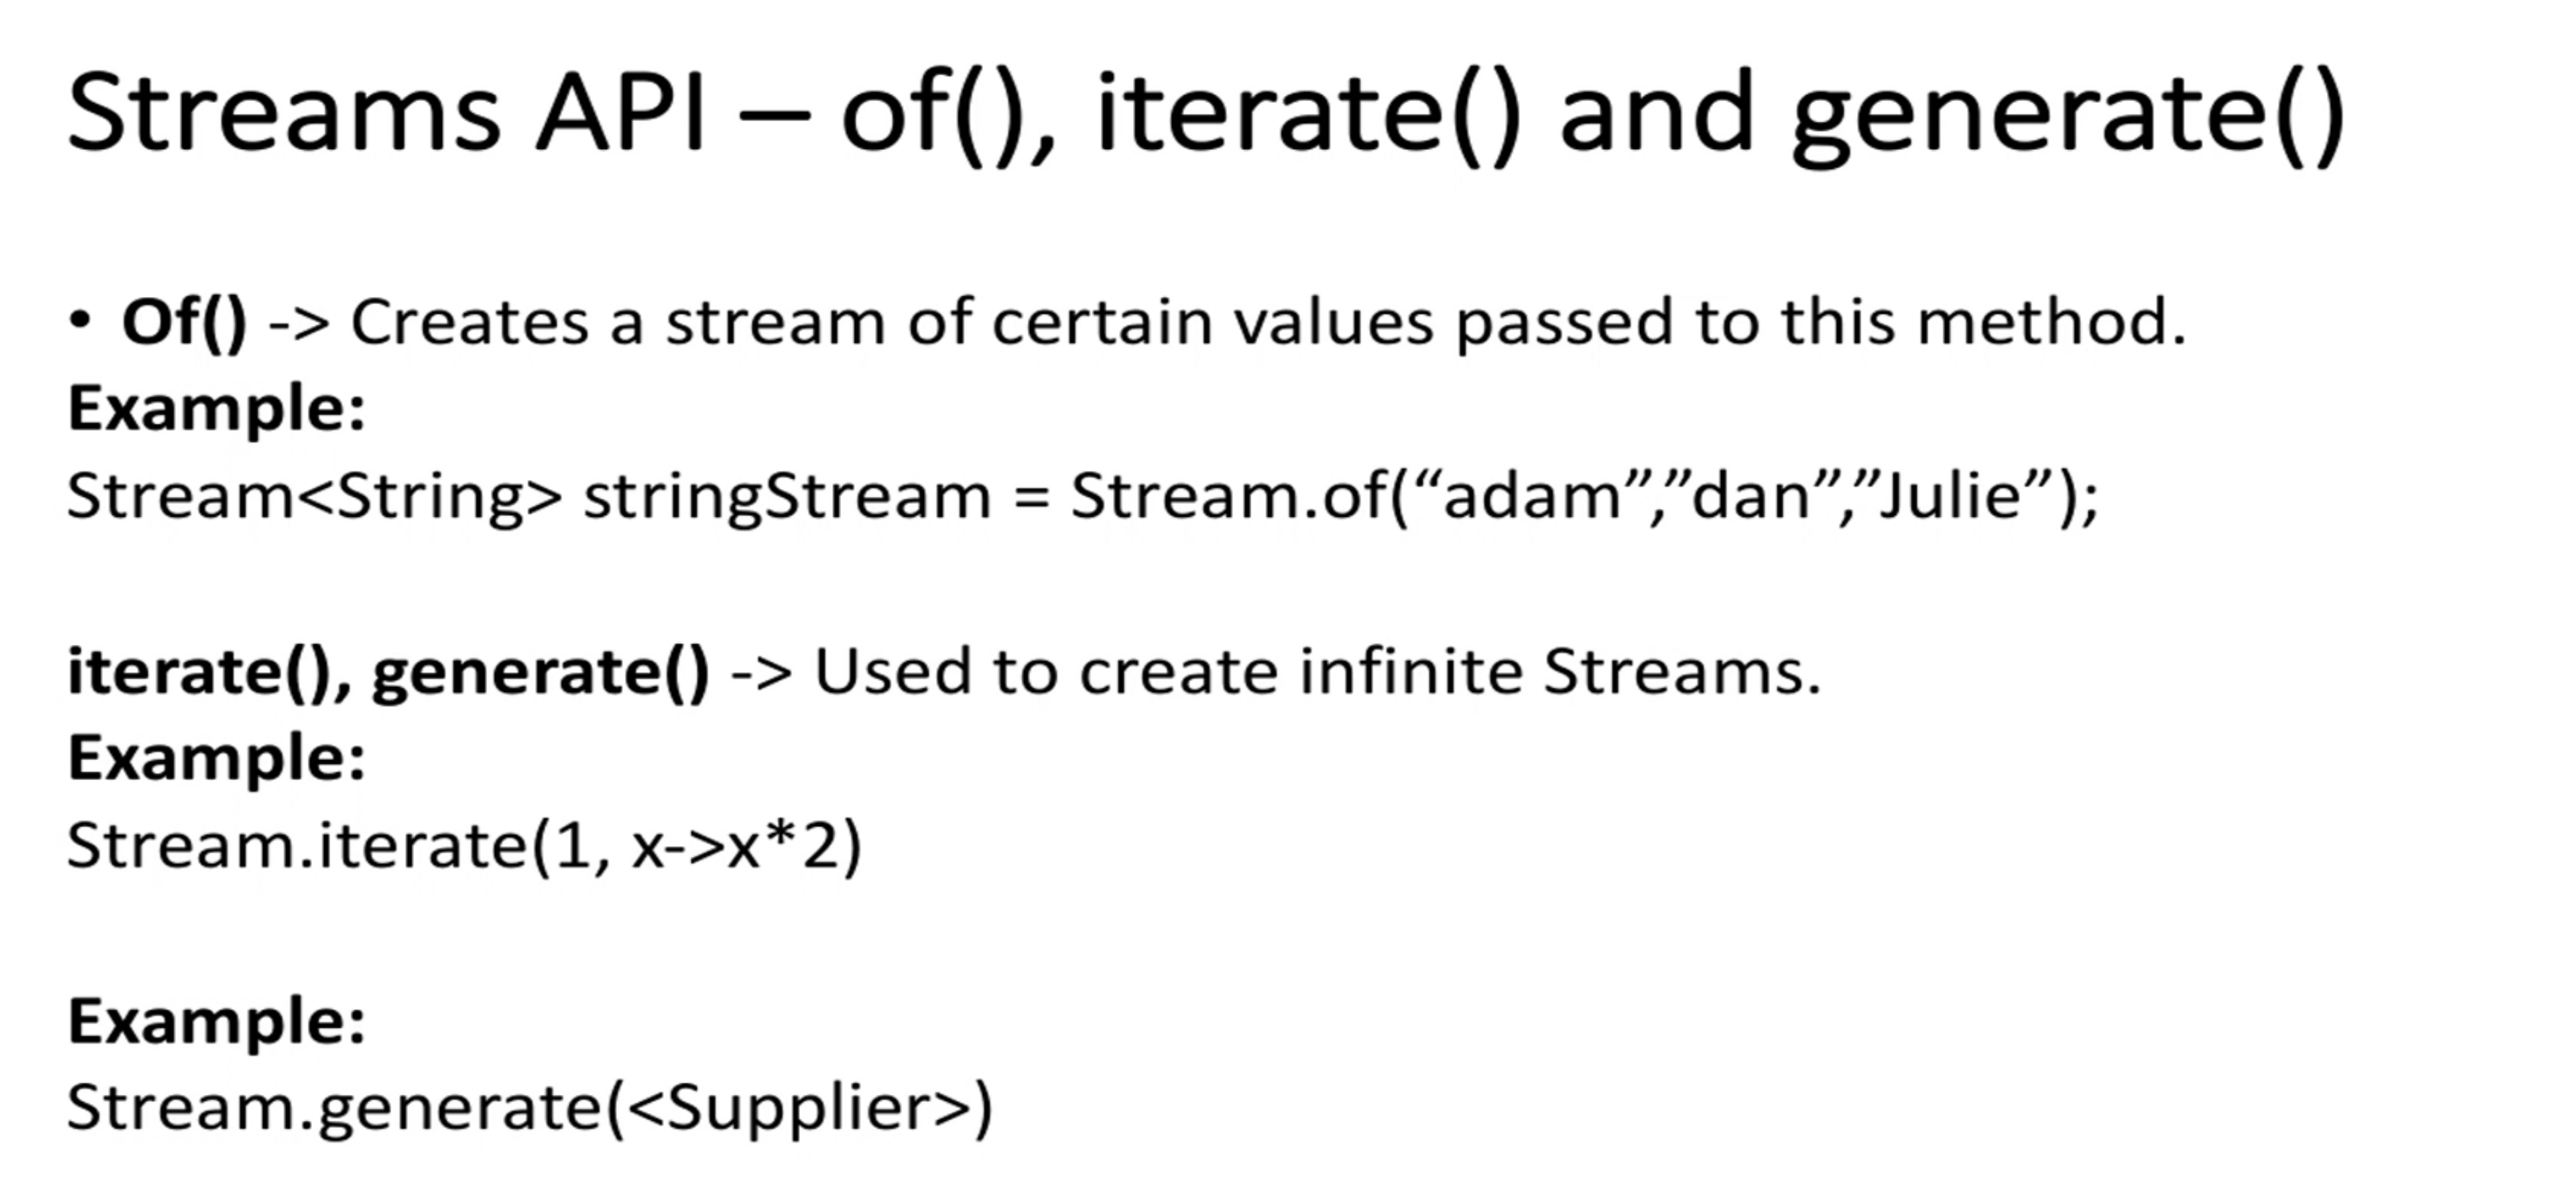 Streams API – of(), iterate() and generate()
• Of() -> Creates a stream of certain values passed to this method.
Example:
Stream<String> stringStream = Stream.of(“adam”,”dan”,”Julie”);
iterate(), generate() -> Used to create infinite Streams.
Example:
Stream.iterate(1, x->x*2)
Example:
Stream.generate(<Supplier>)